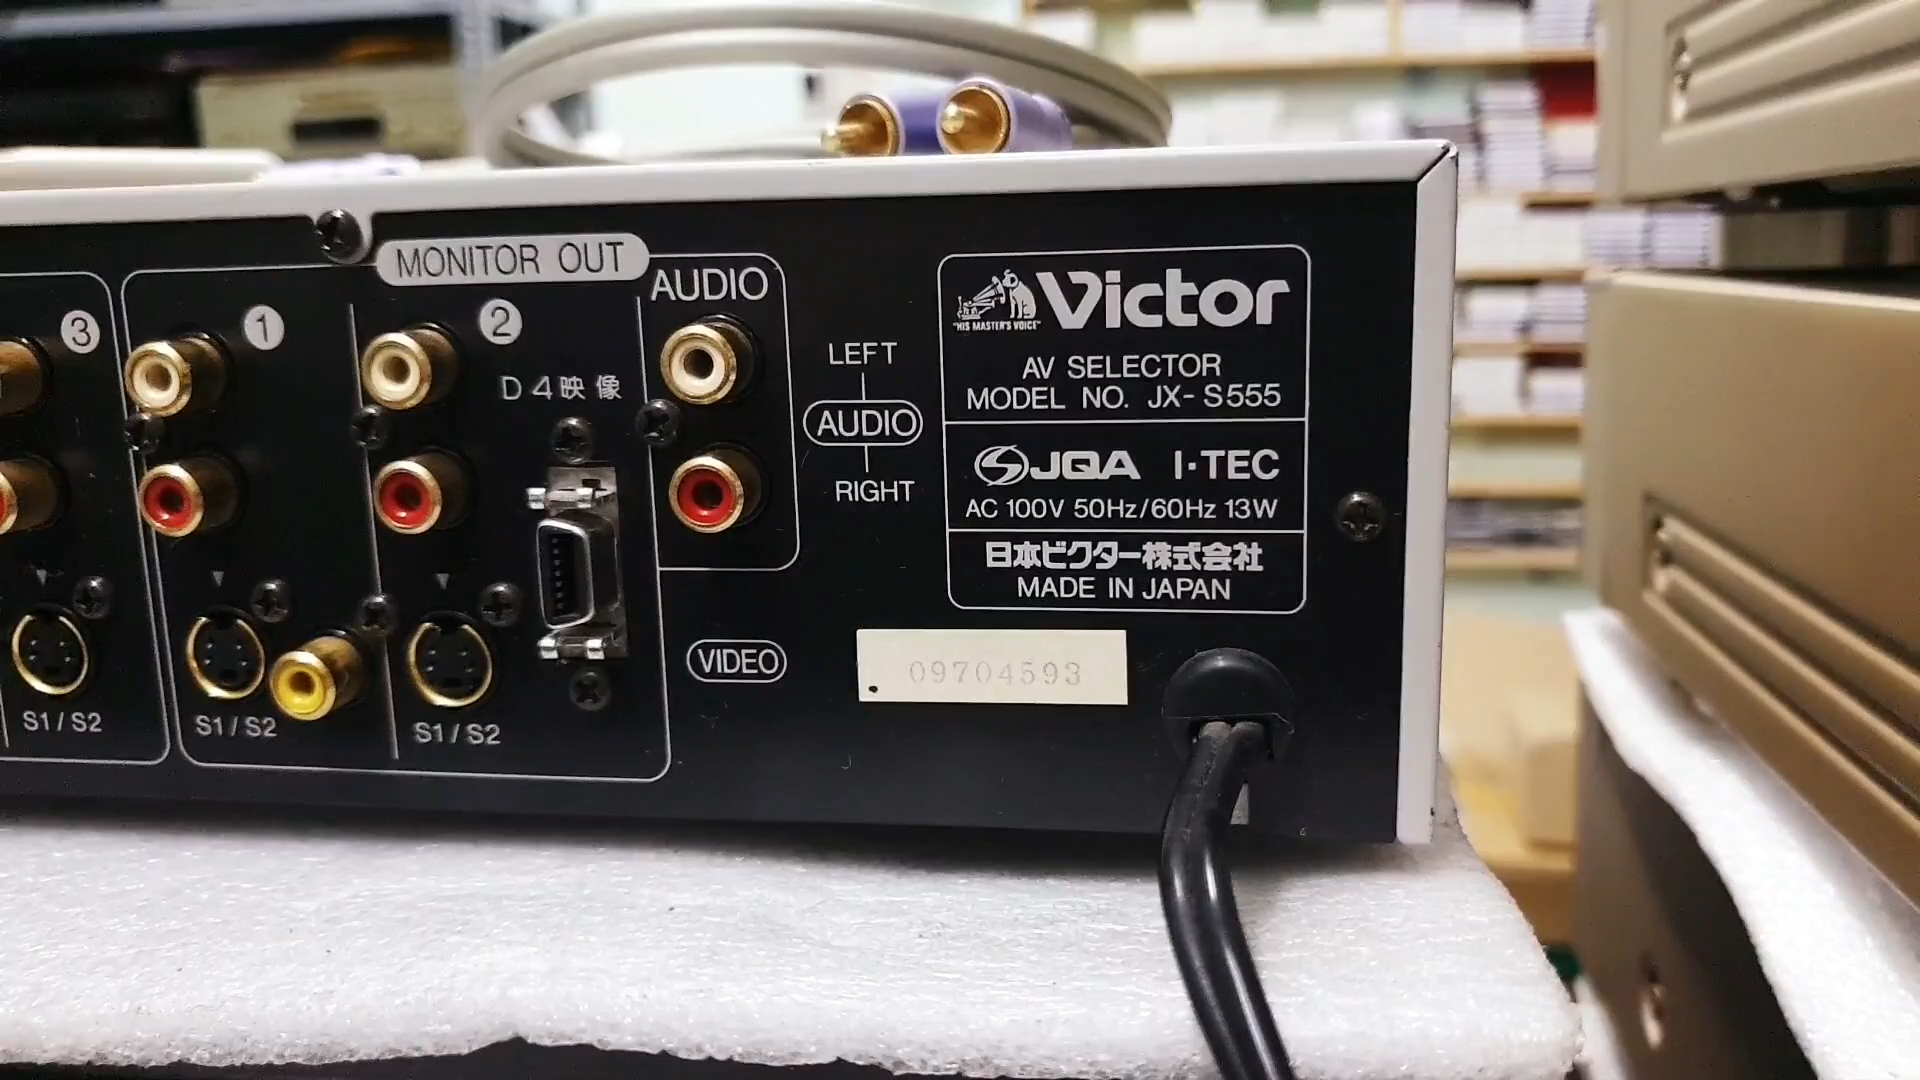 MONITOR OUT
AUDIO
3
1
2
D4映像
LEFT
AUDIO
RIGHT
S1/S2
S1/S2
S1/S2
VIDEO
"HIS MASTER'S VOICE"
Victor
AV SELECTOR
MODEL NO. JX-S555
JQA I·TEC
AC 100V 50Hz/60Hz 13W
日本ビクター株式会社
MADE IN JAPAN
09704593